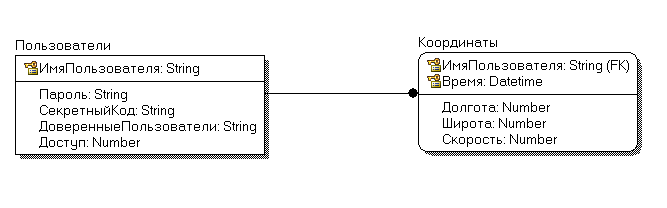 Пользователи
ИмяПользователя: String
Пароль: String
СекретныйКод: String
ДоверенныеПользователи: String
Доступ: Number
Координаты
ИмяПользователя: String (FK)
Время: Datetime
Долгота: Number
Широта: Number
Скорость: Number